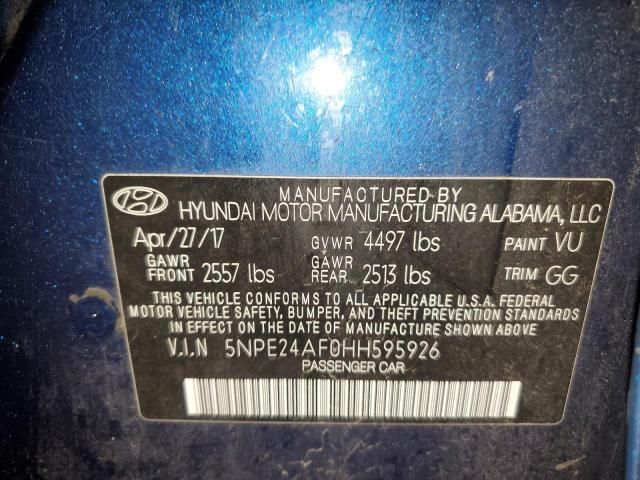 MANUFACTURED BY
HYUNDAI MOTOR MANUFACTURING ALABAMA, LLC
Apr/27/17 GVWR 4497 lbs PAINT VU
GAWR FRONT 2557 lbs GAWR REAR 2513 lbs TRIM GG
THIS VEHICLE CONFORMS TO ALL APPLICABLE U.S.A. FEDERAL
MOTOR VEHICLE SAFETY, BUMPER, AND THEFT PREVENTION
STANDARDS IN EFFECT ON THE DATE OF MANUFACTURE SHOWN ABOVE.
V.I.N 5NPE24AF0HH595926
PASSENGER CAR